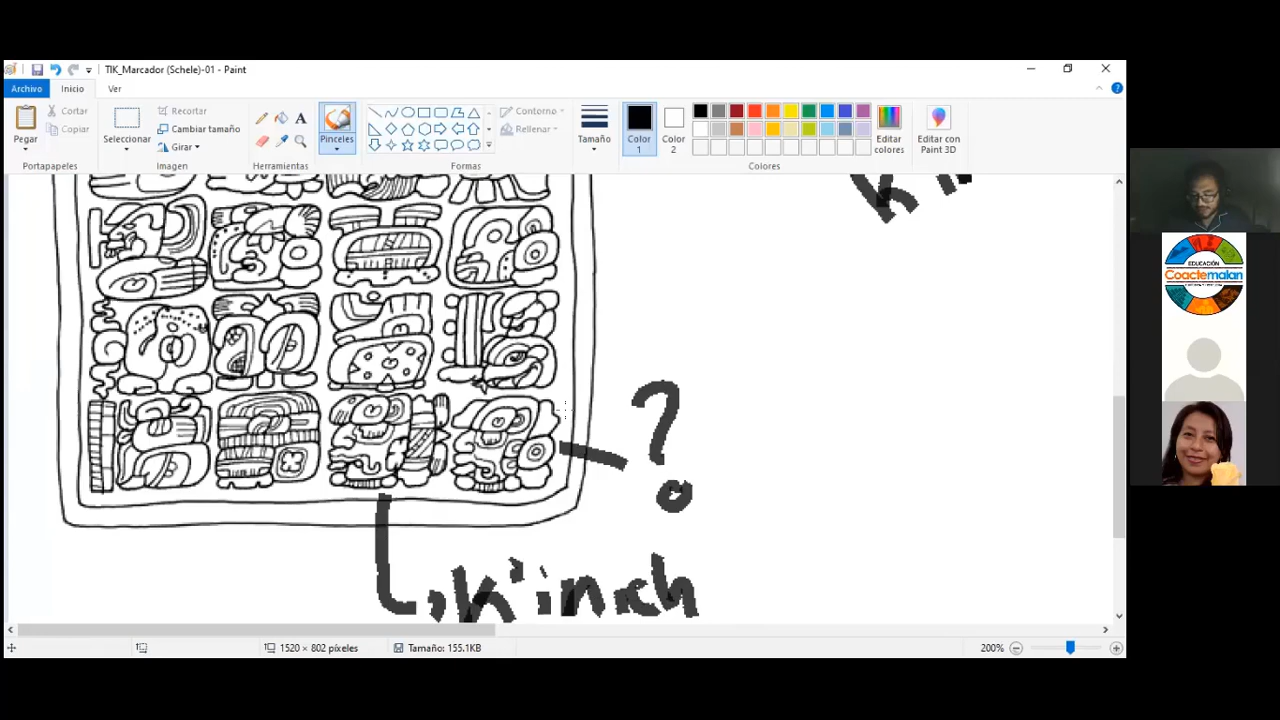 TIK_Marcador (Schele)-01 - Paint
Archivo
Inicio
Ver
Pegar
Cortar
Copiar
Portapapeles
Seleccionar
Recortar
Cambiar tamaño
Girar
Imagen
A
Herramientas
Pinceles
Contorno
Rellenar
Formas
Tamaño
Color
1
Color
2
Editar
colores
Editar con
Paint 3D
Colores
?
K'inich
1520 × 802 píxeles
Tamaño: 155.1KB
200%
EDUCACIÓN
Coactemalan